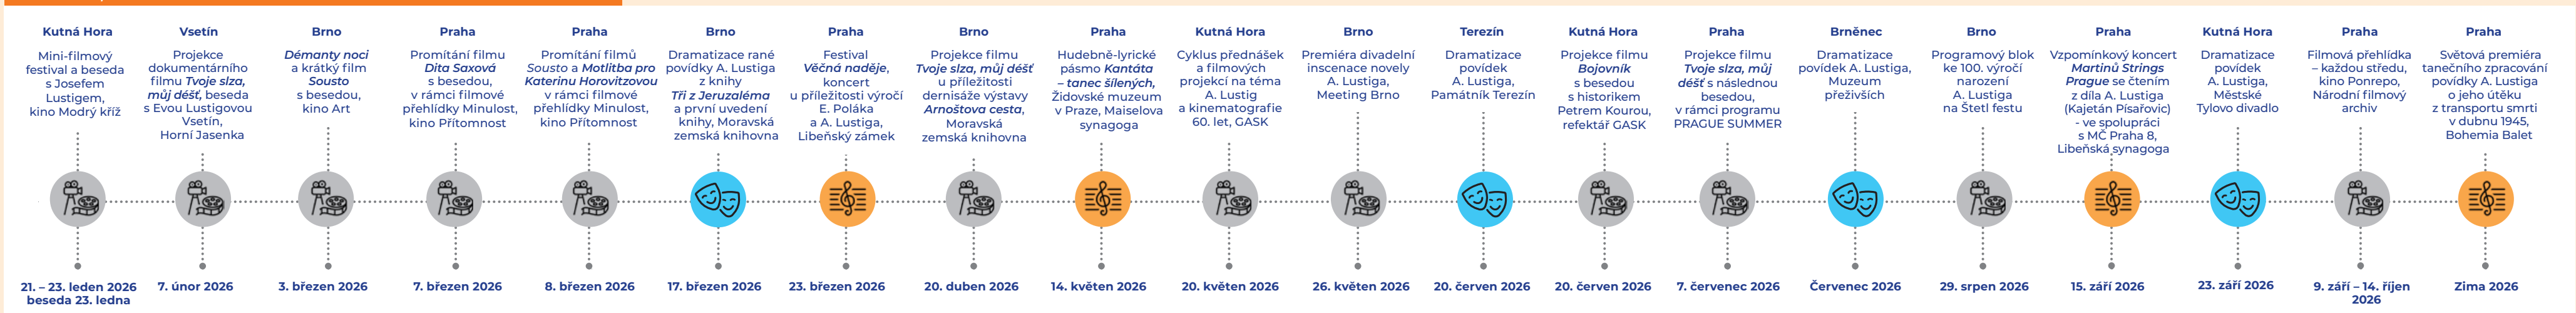 Kutná Hora
Mini-filmový
festival a beseda
s Josefem
Lustigem,
kino Modrý kříž
21. – 23. leden 2026
beseda 23. ledna
Vsetín
Projekce
dokumentárního
filmu Tvoje slza,
můj déšť, beseda
s Evou Lustigovou
Vsetín,
Horní Jasenka
7. únor 2026
Brno
Démanty noci
a krátký film
Sousto
s besedou,
kino Art
3. březen 2026
Praha
Promítání filmu
Dita Saxová
s besedou,
v rámci filmové
přehlídky Minulost,
kino Přítomnost
7. březen 2026
Praha
Promítání filmů
Sousto a Motlitba pro
Katerinu Horovitzovou
v rámci filmové
přehlídky Minulost,
kino Přítomnost
8. březen 2026
Brno
Dramatizace rané
povídky A. Lustiga
z knihy
Tři z Jeruzaléma
a první uvedení
knihy, Moravská
zemská knihovna
17. březen 2026
Praha
Festival
Věčná naděje,
koncert
u příležitosti výročí
E. Poláka
a A. Lustiga,
Libeňský zámek
23. březen 2026
Brno
Projekce filmu
Tvoje slza, můj déšť
u příležitosti
dernisáže výstavy
Arnoštova cesta,
Moravská
zemská knihovna
20. duben 2026
Praha
Hudebně-lyrické
pásmo Kantáta
– tanec šílených,
Židovské muzeum
v Praze, Maiselova
synagoga
14. květen 2026
Kutná Hora
Cyklus přednášek
a filmových
projekcí na téma
A. Lustig
a kinematografie
60. let, GASK
20. květen 2026
Brno
Premiéra divadelní
inscenace novely
A. Lustiga,
Meeting Brno
26. květen 2026
Terezín
Dramatizace
povídek
A. Lustiga,
Památník Terezín
20. červen 2026
Kutná Hora
Projekce filmu
Bojovník
s besedou
s historikem
Petrem Kourou,
refektář GASK
20. červen 2026
Praha
Projekce filmu
Tvoje slza, můj
déšť s následnou
besedou,
v rámci programu
PRAGUE SUMMER
7. červenec 2026
Brněnec
Dramatizace
povídek A. Lustiga,
Muzeum
přeživších
Červenec 2026
Brno
Programový blok
ke 100. výročí
narození
A. Lustiga
na Štetl festu
29. srpen 2026
Praha
Vzpomínkový koncert
Martinů Strings
Prague se čtením
z díla A. Lustiga
(Kajetán Písařovic)
- ve spolupráci
s MČ Praha 8,
Libeňská synagoga
15. září 2026
Kutná Hora
Dramatizace
povídek
A. Lustiga,
Městské
Tylovo divadlo
23. září 2026
Praha
Filmová přehlídka
– každou středu,
kino Ponrepo,
Národní filmový
archiv
9. září – 14. říjen
2026
Praha
Světová premiéra
tanečního zpracování
povídky A. Lustiga
o jeho útěku
z transportu smrti
v dubnu 1945,
Bohemia Balet
Zima 2026